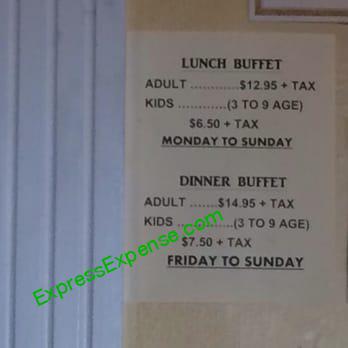 LUNCH BUFFET
ADULT ............$12.95 + TAX
KIDS ............(3 TO 9 AGE)
$6.50 + TAX
MONDAY TO SUNDAY
DINNER BUFFET
ADULT .......$14.95 + TAX
KIDS ..............(3 TO 9 AGE)
$7.50 + TAX
FRIDAY TO SUNDAY
ExpressExpense.com